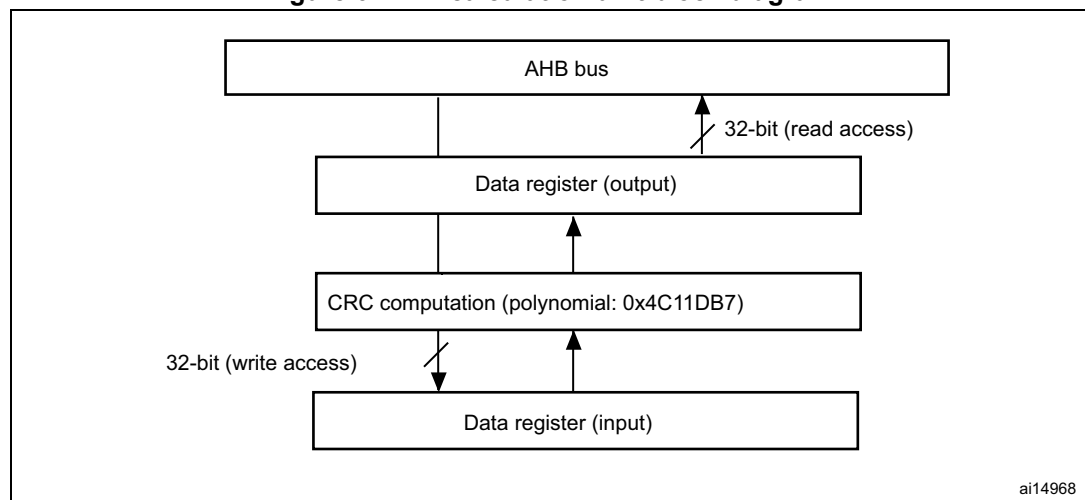 AHB bus
32-bit (read access)
Data register (output)
CRC computation (polynomial: 0x4C11DB7)
32-bit (write access)
Data register (input)
ai14968